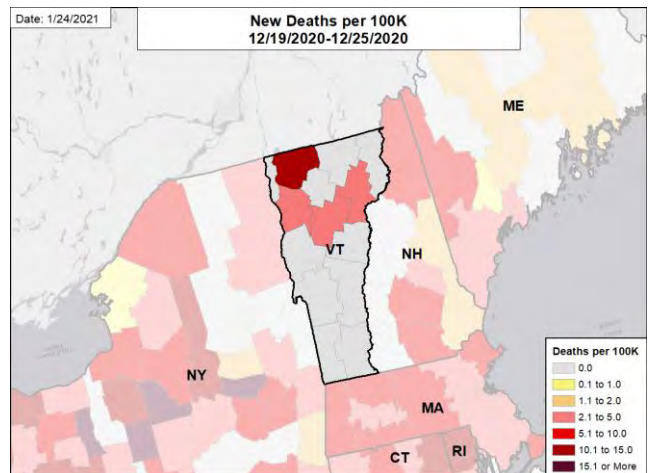 Date: 1/24/2021
New Deaths per 100K
12/19/2020-12/25/2020
ME
VT
NH
NY
MA
CT
RI
Deaths per 100K
0.0
0.1 to 1.0
1.1 to 2.0
2.1 to 5.0
5.1 to 10.0
10.1 to 15.0
15.1 or More